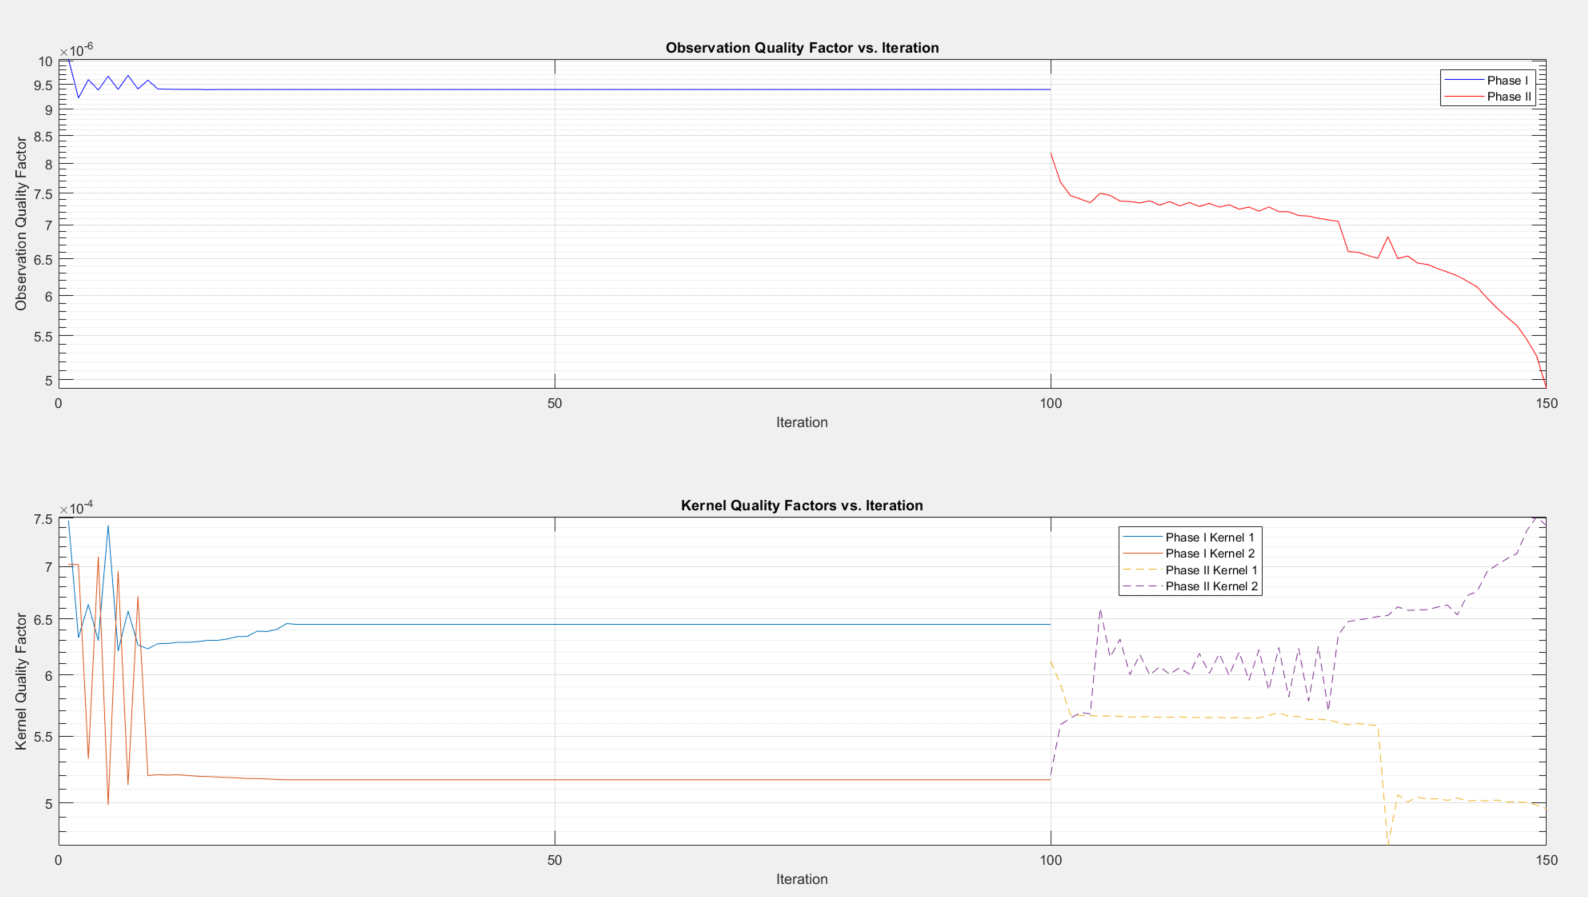 Observation Quality Factor vs. Iteration
×10-6
10
9.5
9
8.5
8
7.5
7
6.5
6
5.5
5
Observation Quality Factor
Phase I
Phase II
0 50 100 150
Iteration
Kernel Quality Factors vs. Iteration
×10-4
7.5
7
6.5
6
5.5
5
Kernel Quality Factor
Phase I Kernel 1
Phase I Kernel 2
Phase II Kernel 1
Phase II Kernel 2
0 50 100 150
Iteration